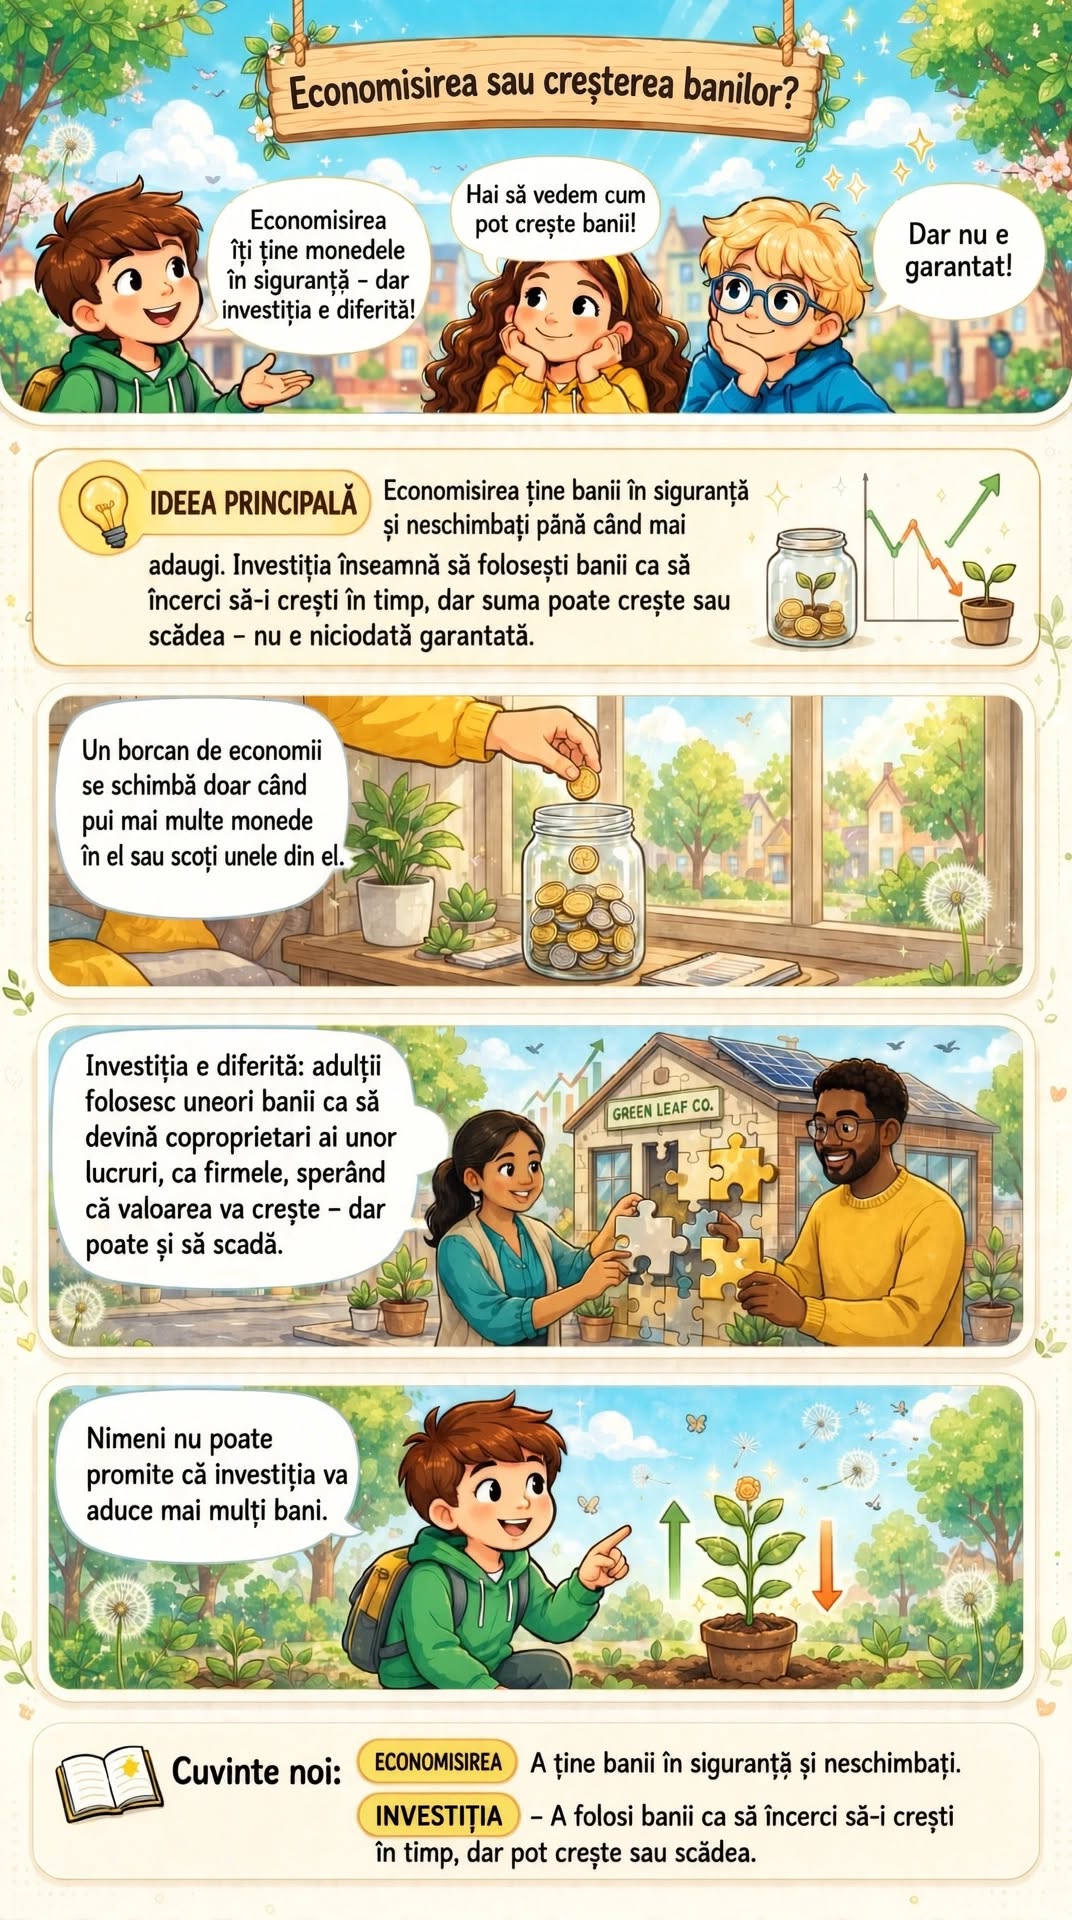 Economisirea sau creșterea banilor?
Economisirea
îți ține monedele
în siguranță – dar
investiția e diferită!
Hai să vedem cum
pot crește banii!
Dar nu e
garantat!
IDEEA PRINCIPALĂ
Economisirea ține banii în siguranță
și neschimbați pănă când mai
adaugi. Investiția înseamnă să folosești banii ca să
încerci să-i crești în timp, dar suma poate crește sau
scădea – nu e niciodată garantată.
Un borcan de economii
se schimbă doar când
pui mai multe monede
în el sau scoți unele din el.
Investiția e diferită: adulții
folosesc uneori banii ca să
devină coproprietari ai unor
lucruri, ca firmele, sperând
că valoarea va crește – dar
poate și să scadă.
GREEN LEAF CO.
Nimeni nu poate
promite că investiția va
aduce mai mulți bani.
Cuvinte noi:
ECONOMISIREA A ține banii în siguranță și neschimbați.
INVESTIȚIA – A folosi banii ca să încerci să-i crești
în timp, dar pot crește sau scădea.